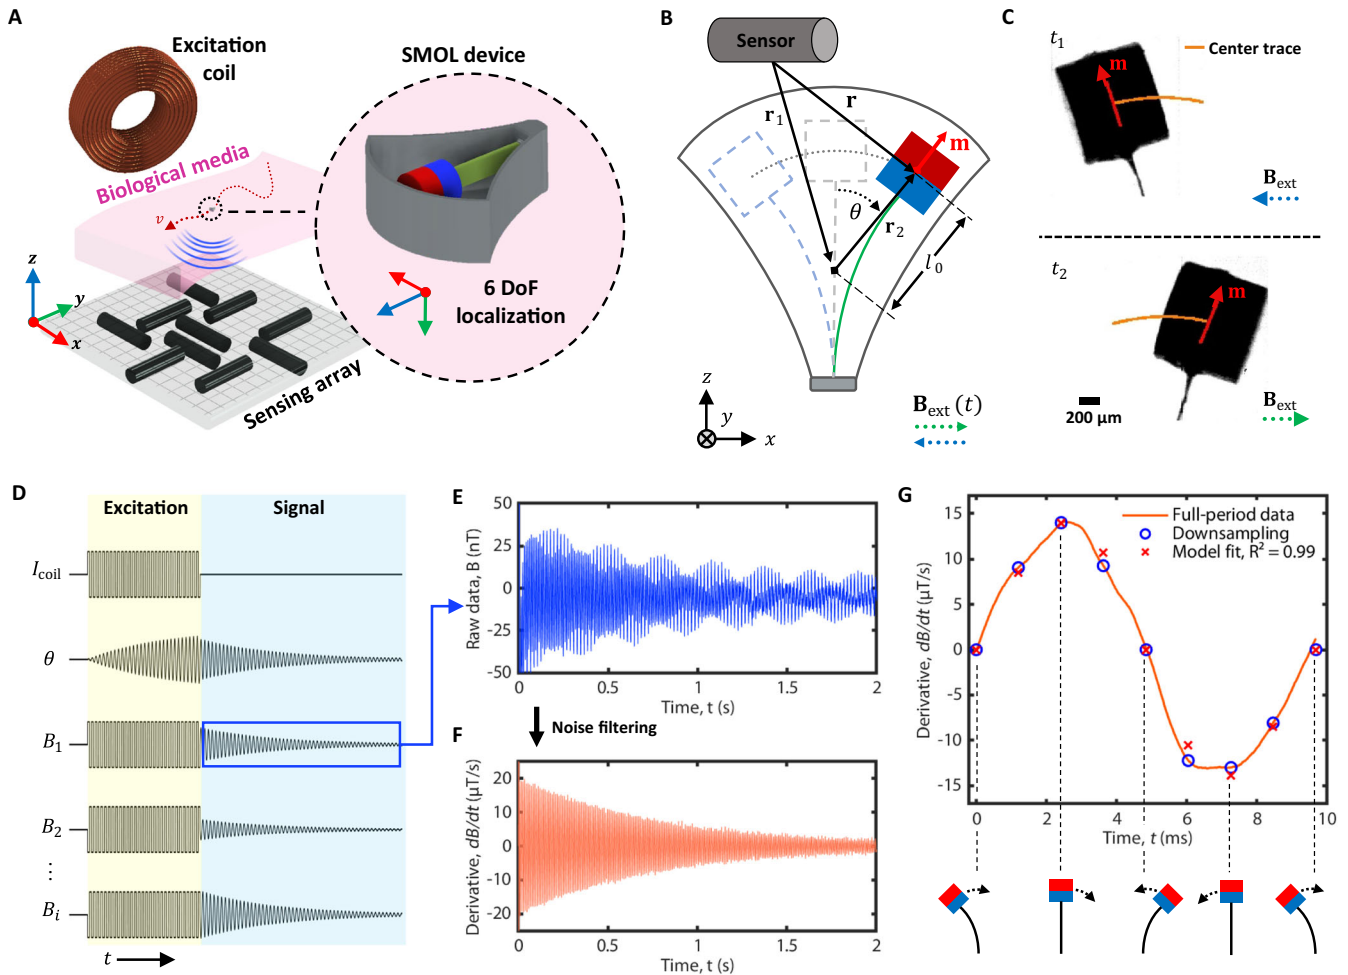 A
Excitation
coil
SMOL device
Biological media
v
z
y
x
6 DoF
localization
Sensing array
B
Sensor
r
r1
m
θ
r2
l0
z
y
x
Bext (t)
C
t1
Center trace
m
Bext
t2
m
Bext
200 µm
D
Excitation
Signal
Icoil
θ
B1
B2
⋮
Bi
t
E
Raw data, B (nT)
50
25
0
-25
-50
0
0.5
1
1.5
2
Time, t (s)
Noise filtering
F
Derivative, dB/dt (µT/s)
20
10
0
-10
-20
0
0.5
1
1.5
2
Time, t (s)
G
Derivative, dB/dt (µT/s)
15
10
5
0
-5
-10
-15
Full-period data
Downsampling
Model fit, R² = 0.99
0
2
4
6
8
10
Time, t (ms)